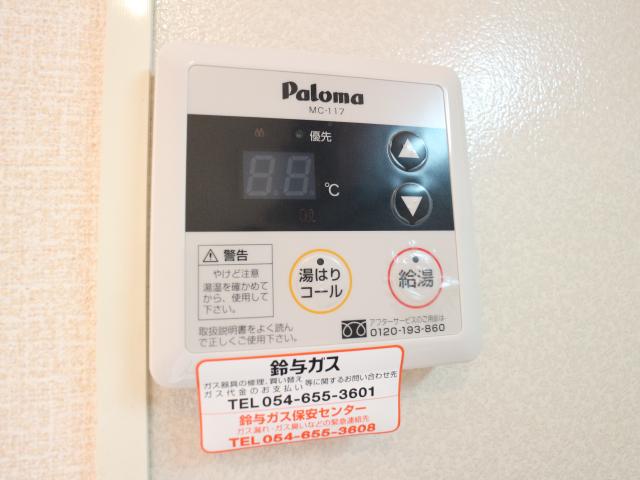 Paloma
MC-117
優先
88 ℃
警告
やけど注意
湯温を確かめて
から、使用して
下さい。
取扱説明書をよく読ん
で正しくご使用下さい。
湯はり
コール
給湯
アフターサービスのご用命は
0120-193-860
鈴与ガス
ガス器具の修理、買い替え
ガス代金のお支払い 等に関するお問い合わせ先
TEL 054-655-3601
鈴与ガス保安センター
ガス漏れ・ガス臭いなどの緊急連絡先
TEL 054-655-3608